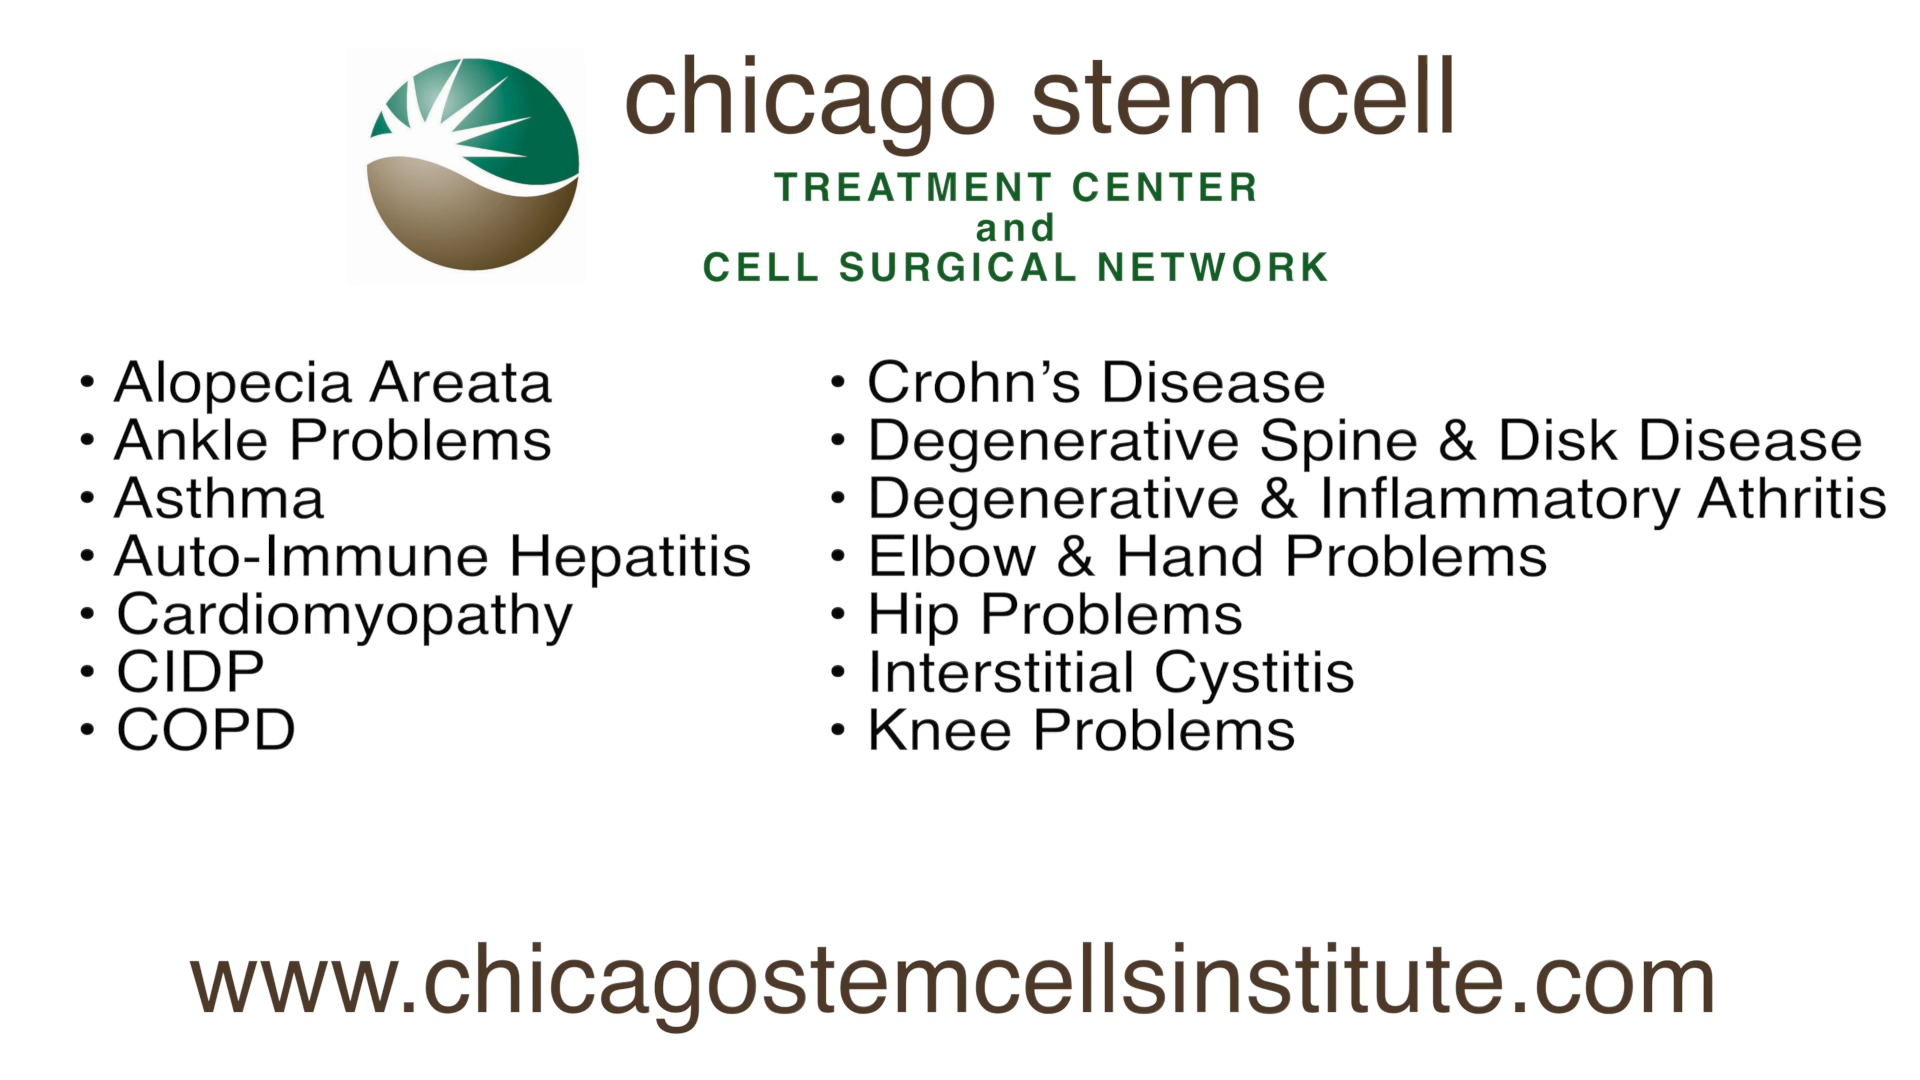 chicago stem cell
TREATMENT CENTER
and
CELL SURGICAL NETWORK
• Alopecia Areata
• Ankle Problems
• Asthma
• Auto-Immune Hepatitis
• Cardiomyopathy
• CIDP
• COPD
• Crohn’s Disease
• Degenerative Spine & Disk Disease
• Degenerative & Inflammatory Athritis
• Elbow & Hand Problems
• Hip Problems
• Interstitial Cystitis
• Knee Problems
www.chicagostemcellsinstitute.com